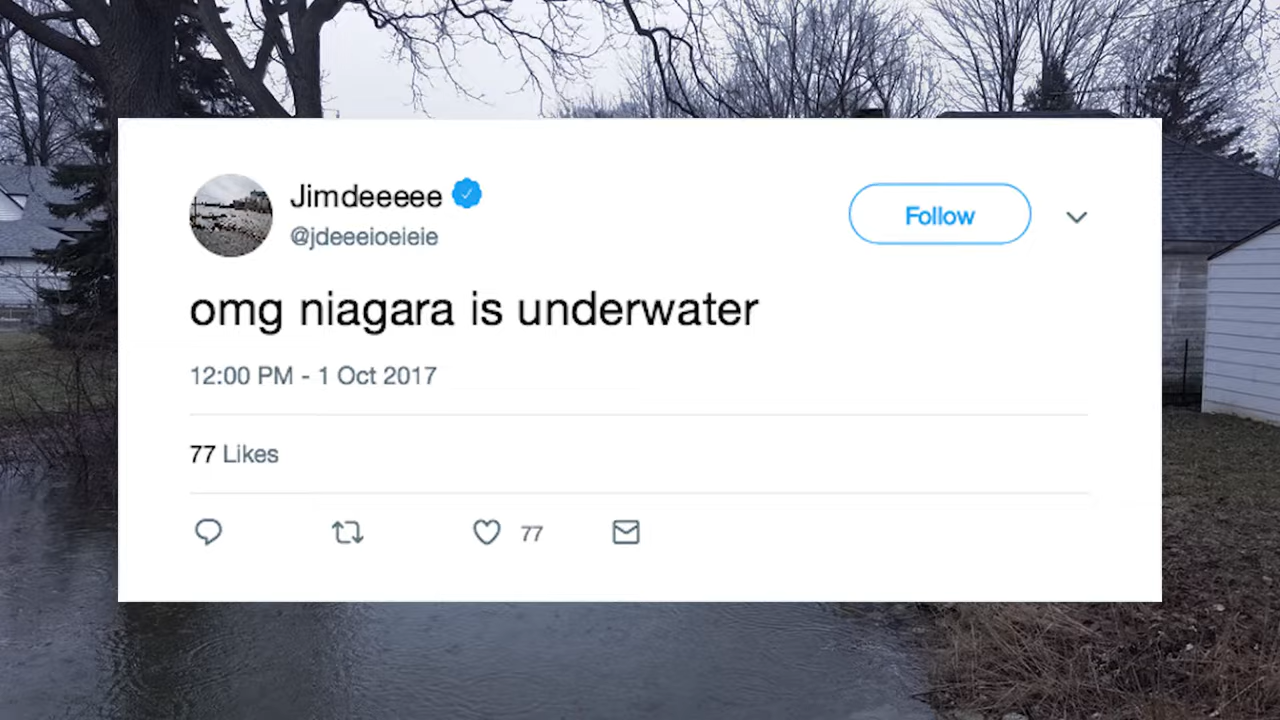 Jimdeeeee
@jdeeeioeieie
Follow
omg niagara is underwater
12:00 PM - 1 Oct 2017
77 Likes
77